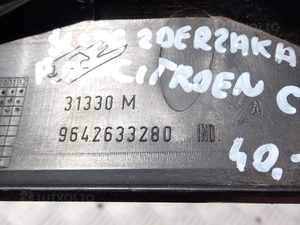 ZDERZAKA
CITROEN C
31330 M
A
9642633280 IND
40,-